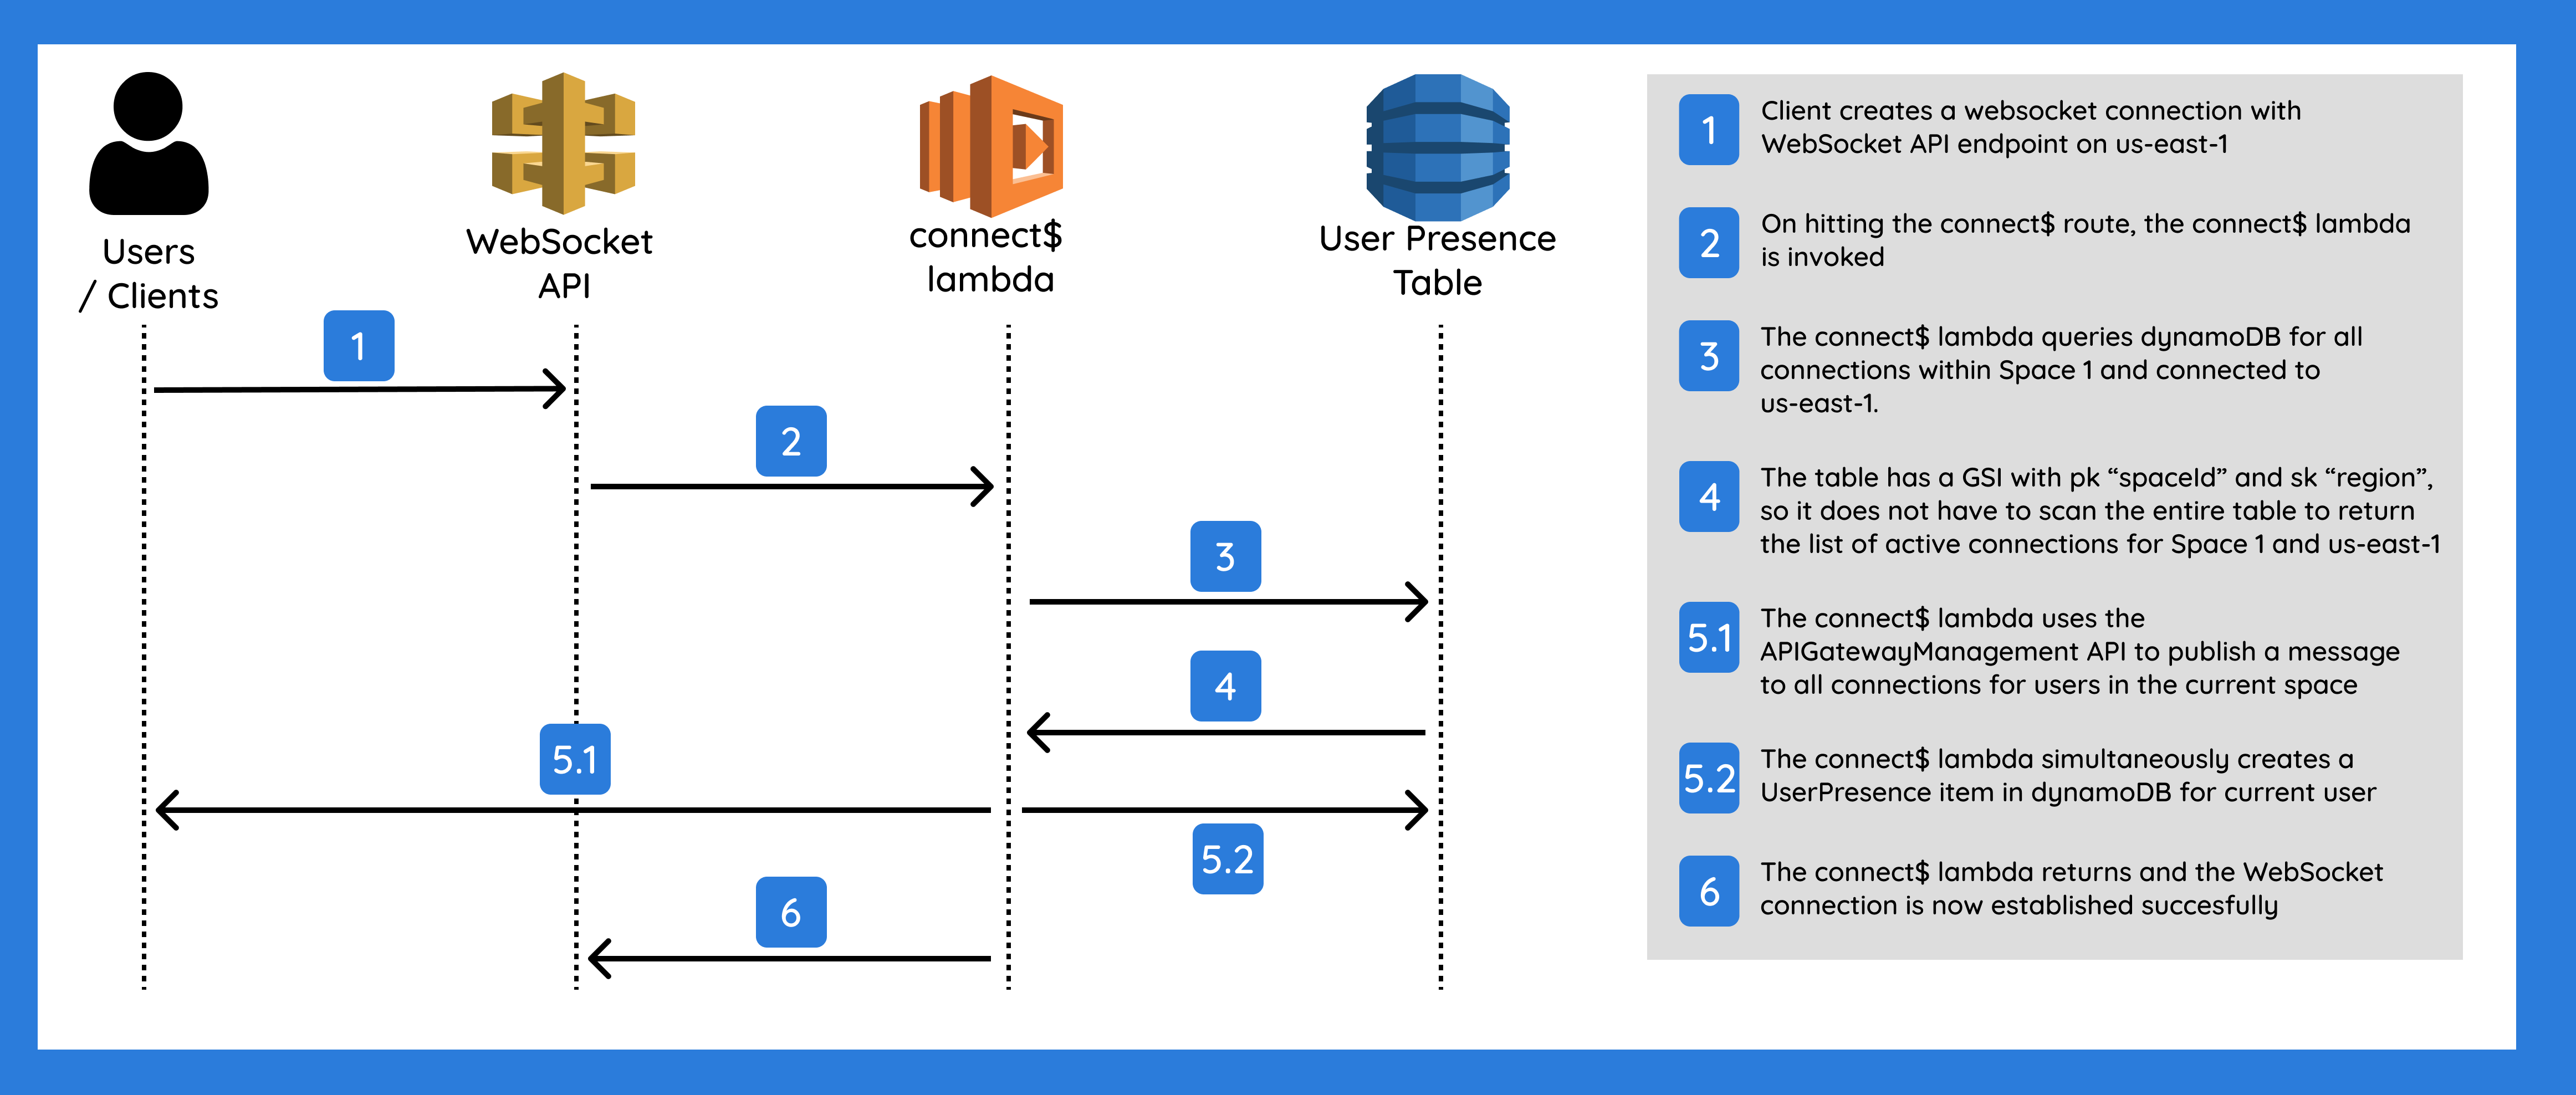 Users
/ Clients
WebSocket
API
connect$
lambda
User Presence
Table
1
2
3
4
5.1
5.2
6
1
Client creates a websocket connection with
WebSocket API endpoint on us-east-1
2
On hitting the connect$ route, the connect$ lambda
is invoked
3
The connect$ lambda queries dynamoDB for all
connections within Space 1 and connected to
us-east-1.
4
The table has a GSI with pk “spaceId” and sk “region”,
so it does not have to scan the entire table to return
the list of active connections for Space 1 and us-east-1
5.1
The connect$ lambda uses the
APIGatewayManagement API to publish a message
to all connections for users in the current space
5.2
The connect$ lambda simultaneously creates a
UserPresence item in dynamoDB for current user
6
The connect$ lambda returns and the WebSocket
connection is now established succesfully